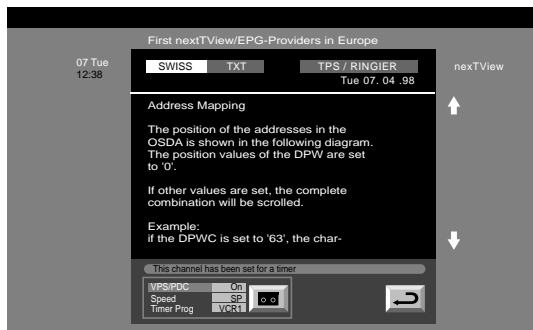 First nextTView/EPG-Providers in Europe
07 Tue
12:38
SWISS TXT TPS / RINGIER
Tue 07. 04 .98
nexTView
Address Mapping
The position of the addresses in the
OSDA is shown in the following diagram.
The position values of the DPW are set
to '0'.
If other values are set, the complete
combination will be scrolled.
Example:
if the DPWC is set to '63', the char-
This channel has been set for a timer
VPS/PDC On
Speed SP
Timer Prog VCR1